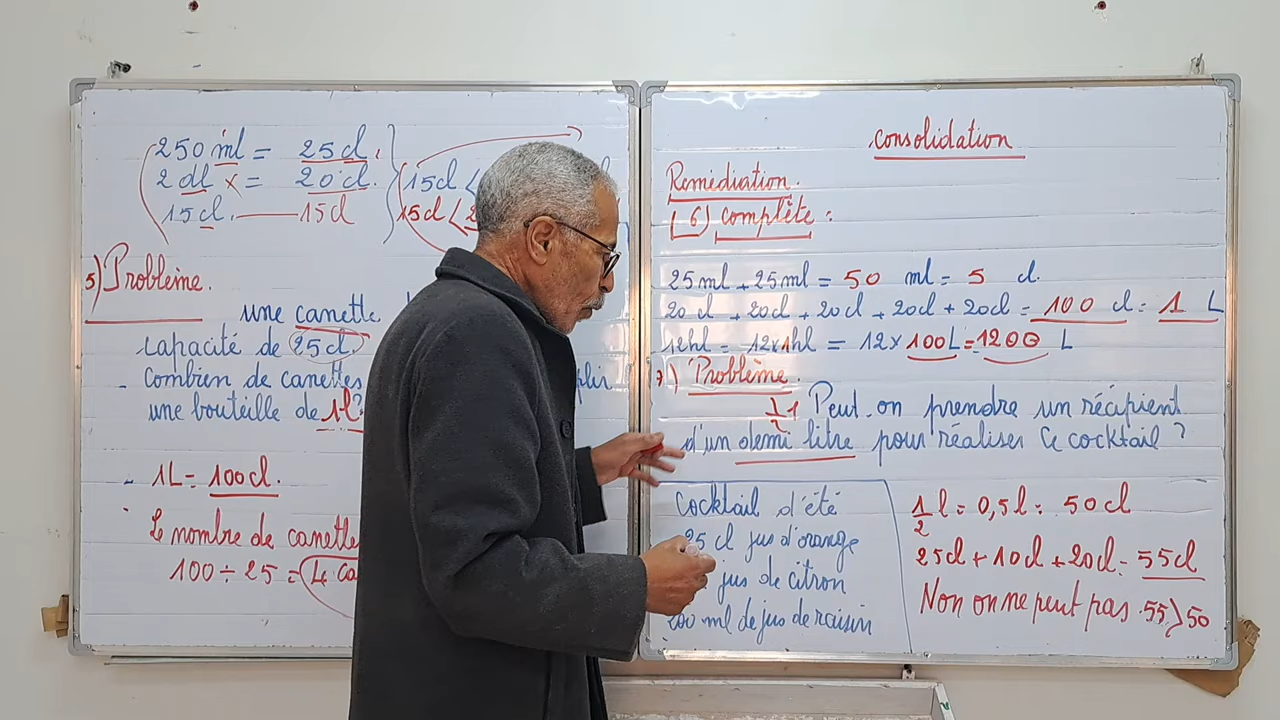 250 ml = 25 cl.
2 dl x = 20 cl.
15 cl. — 15 cl
15 cl <
15 cl <
5) Problème.
une canette
capacité de 25 cl.
Combien de canettes
une bouteille de 1l?
1L = 100 cl.
Le nombre de canette
100 ÷ 25 = 4 ca
consolidation
Remédiation.
(6) complète :
25 ml + 25 ml = 50 ml = 5 cl.
20 cl + 20 cl + 20 cl + 20 cl + 20 cl = 100 cl = 1 L
12 hl = 12 x 1hl = 12 x 100L = 1200 L
7) Problème.
Peut-on prendre un récipient
1/2 l
d'un demi litre pour réaliser ce cocktail ?
Cocktail d'été
25 cl jus d'orange
jus de citron
200 ml de jus de raisin
1/2 l = 0,5 l = 50 cl
25 cl + 10 cl + 20 cl = 55 cl
Non on ne peut pas. 55 > 50